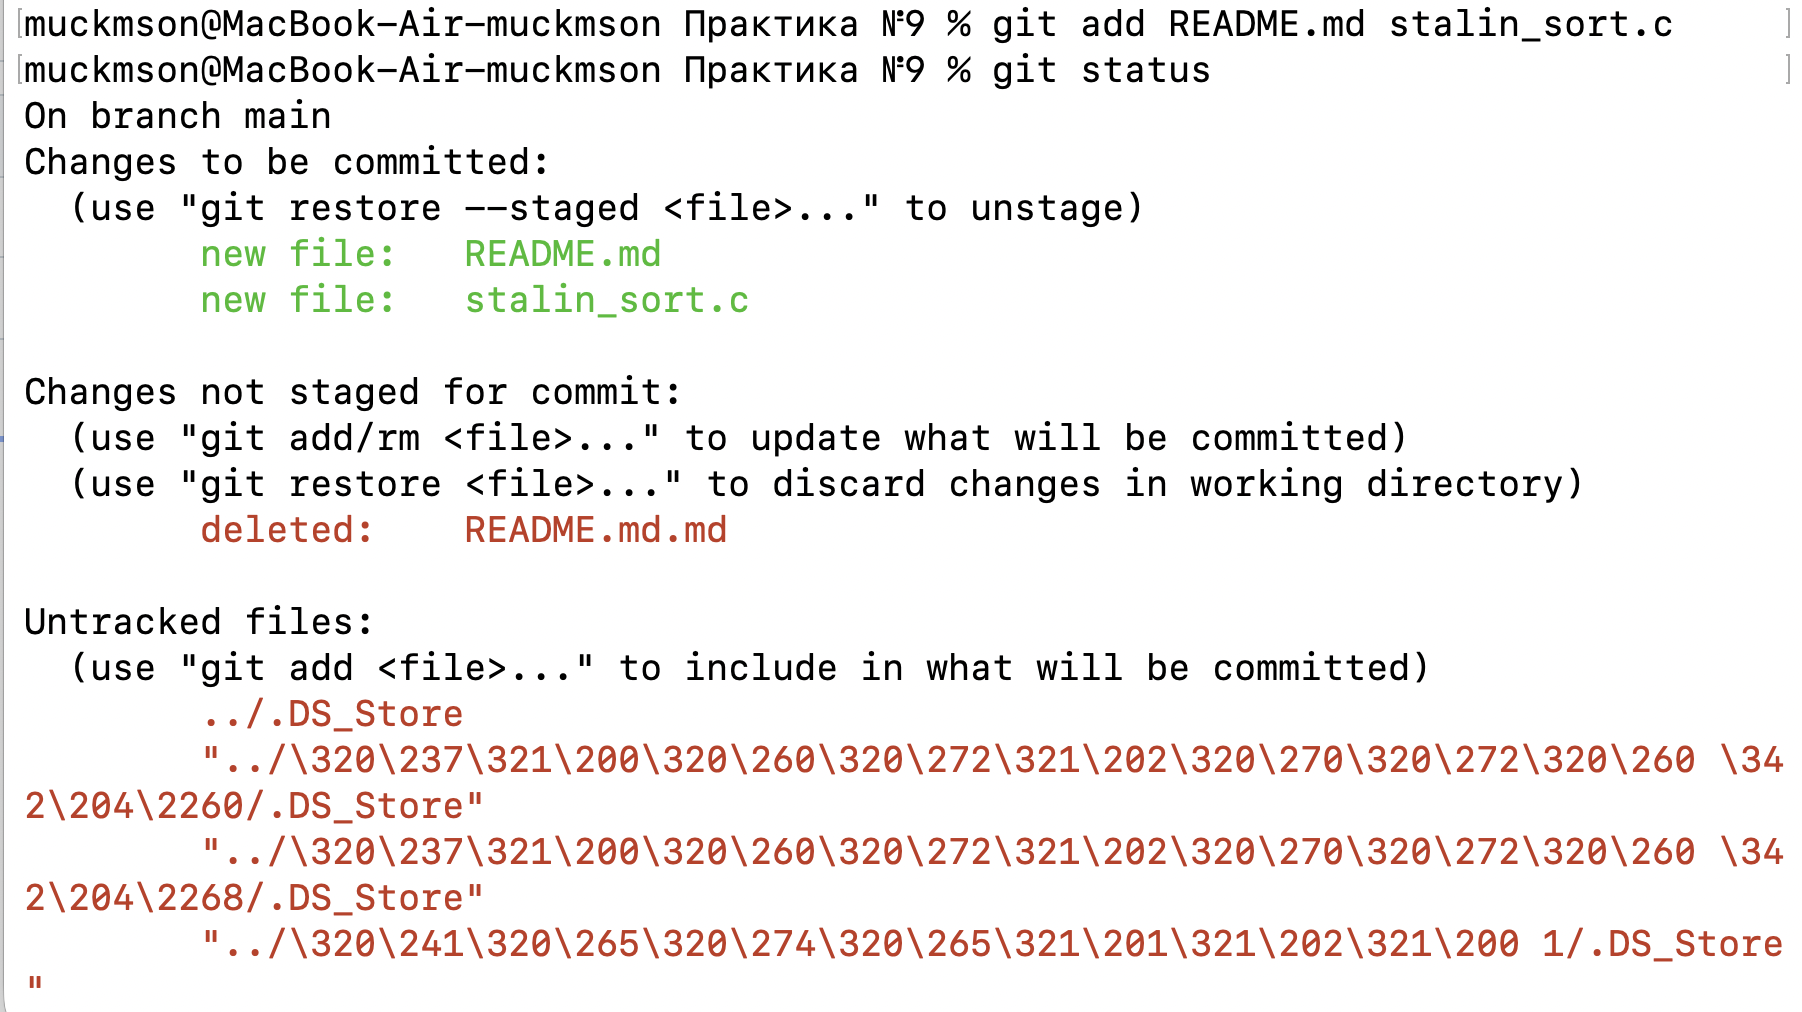 [muckmson@MacBook-Air-muckmson Практика №9 % git add README.md stalin_sort.c ]
[muckmson@MacBook-Air-muckmson Практика №9 % git status ]
On branch main
Changes to be committed:
  (use "git restore --staged <file>..." to unstage)
        new file:   README.md
        new file:   stalin_sort.c

Changes not staged for commit:
  (use "git add/rm <file>..." to update what will be committed)
  (use "git restore <file>..." to discard changes in working directory)
        deleted:    README.md.md

Untracked files:
  (use "git add <file>..." to include in what will be committed)
        ../.DS_Store
        "../\320\237\321\200\320\260\320\272\321\202\320\270\320\272\320\260 \34
2\204\2260/.DS_Store"
        "../\320\237\321\200\320\260\320\272\321\202\320\270\320\272\320\260 \34
2\204\2268/.DS_Store"
        "../\320\241\320\265\320\274\320\265\321\201\321\202\321\200 1/.DS_Store
"